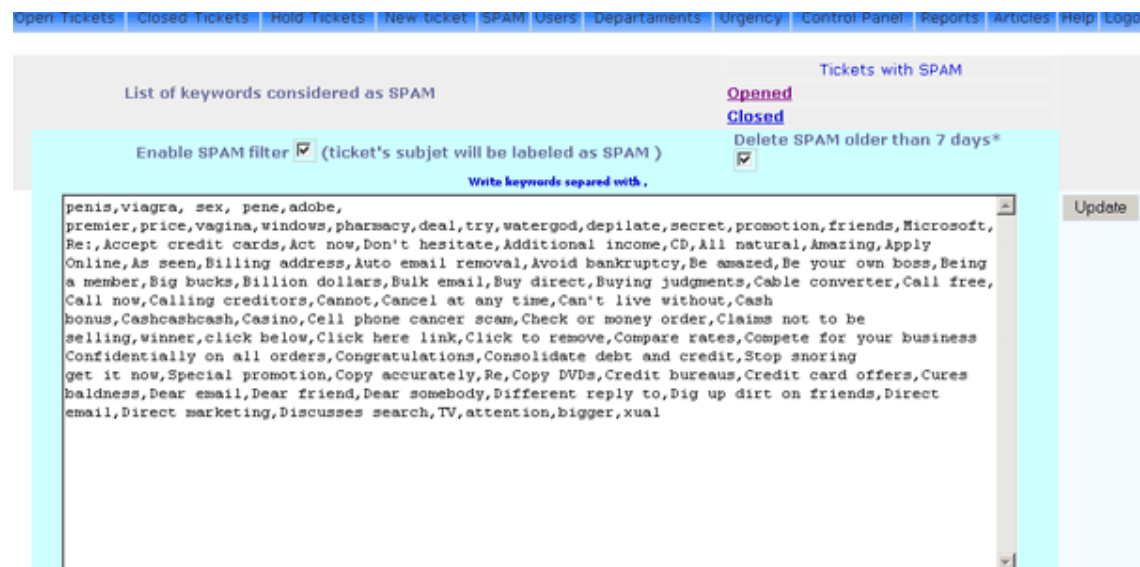 Open Tickets Closed Tickets Hold Tickets New ticket SPAM Users Departaments Urgency Control Panel Reports Articles Help Logo
Tickets with SPAM
List of keywords considered as SPAM
Opened
Closed
Enable SPAM filter (ticket's subjet will be labeled as SPAM )
Delete SPAM older than 7 days*
Write keywords separed with ,
Update
penis,viagra, sex, pene,adobe,
premier,price,vagina,windows,pharmacy,deal,try,watergod,depilate,secret,promotion,friends,Microsoft,
Re:,Accept credit cards,Act now,Don't hesitate,Additional income,CD,All natural,Amazing,Apply
Online,As seen,Billing address,Auto email removal,Avoid bankruptcy,Be amazed,Be your own boss,Being
a member,Big bucks,Billion dollars,Bulk email,Buy direct,Buying judgments,Cable converter,Call free,
Call now,Calling creditors,Cannot,Cancel at any time,Can't live without,Cash
bonus,Cashcashcash,Casino,Cell phone cancer scam,Check or money order,Claims not to be
selling,winner,click below,Click here link,Click to remove,Compare rates,Compete for your business
Confidentially on all orders,Congratulations,Consolidate debt and credit,Stop snoring
get it now,Special promotion,Copy accurately,Re,Copy DVDs,Credit bureaus,Credit card offers,Cures
baldness,Dear email,Dear friend,Dear somebody,Different reply to,Dig up dirt on friends,Direct
email,Direct marketing,Discusses search,TV,attention,bigger,xual